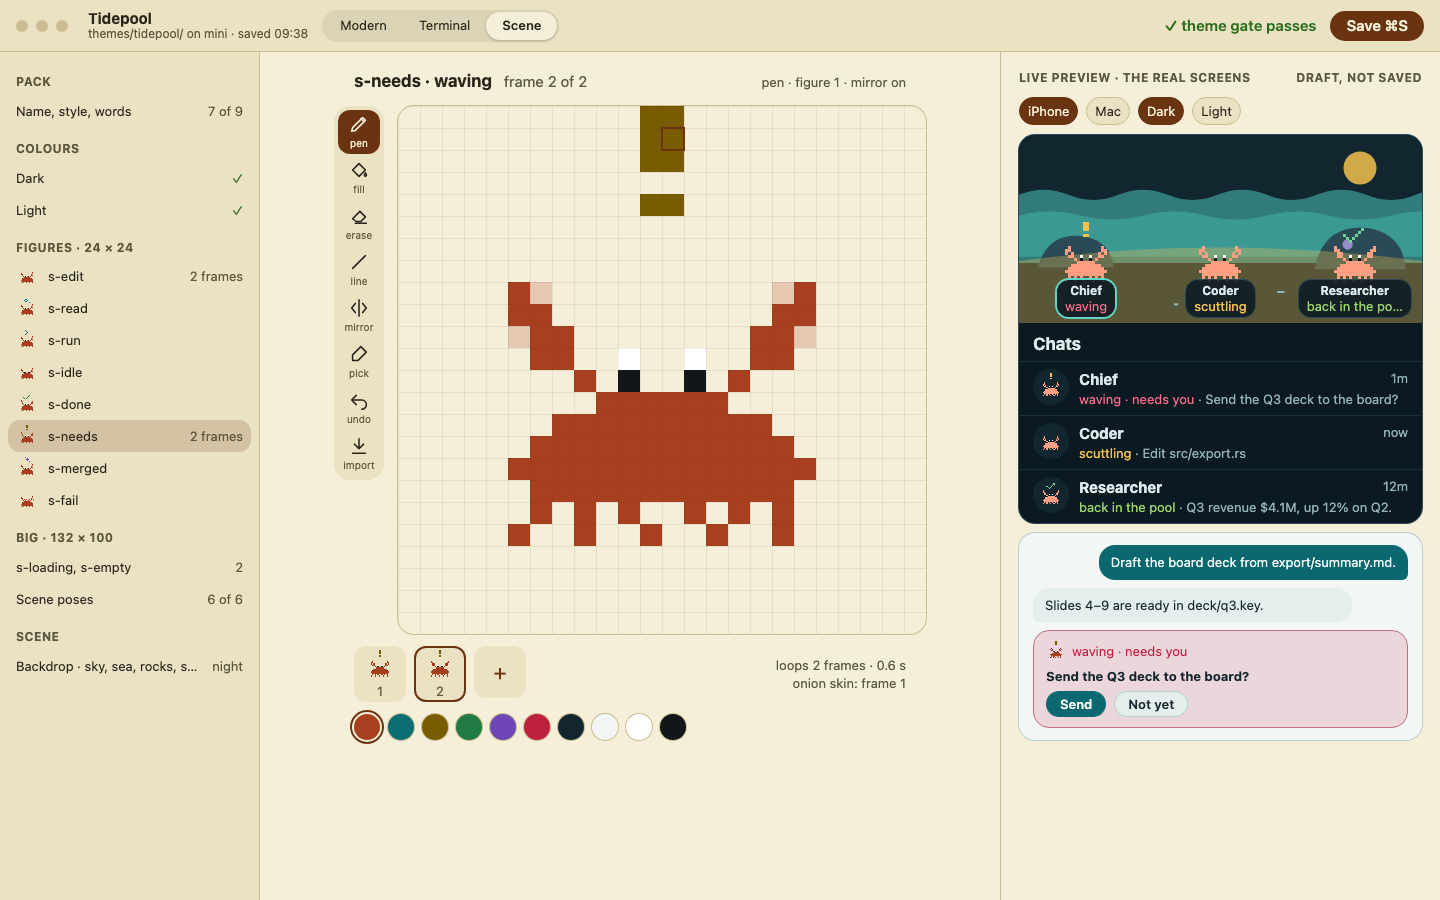 Tidepool
themes/tidepool/ on mini · saved 09:38
Modern
Terminal
Scene
✓ theme gate passes
Save ⌘S
PACK
Name, style, words 7 of 9
COLOURS
Dark ✓
Light ✓
FIGURES · 24 × 24
s-edit 2 frames
s-read
s-run
s-idle
s-done
s-needs 2 frames
s-merged
s-fail
BIG · 132 × 100
s-loading, s-empty 2
Scene poses 6 of 6
SCENE
Backdrop · sky, sea, rocks, s... night
s-needs · waving frame 2 of 2
pen · figure 1 · mirror on
pen
fill
erase
line
mirror
pick
undo
import
1
2
+
loops 2 frames · 0.6 s
onion skin: frame 1
LIVE PREVIEW · THE REAL SCREENS
DRAFT, NOT SAVED
iPhone
Mac
Dark
Light
Chief
waving
Coder
scuttling
Researcher
back in the po...
Chats
Chief 1m
waving · needs you · Send the Q3 deck to the board?
Coder now
scuttling · Edit src/export.rs
Researcher 12m
back in the pool · Q3 revenue $4.1M, up 12% on Q2.
Draft the board deck from export/summary.md.
Slides 4–9 are ready in deck/q3.key.
waving · needs you
Send the Q3 deck to the board?
Send
Not yet